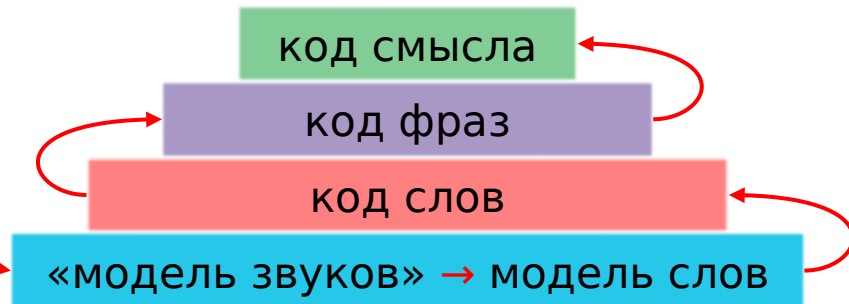 код смысла
код фраз
код слов
«модель звуков» → модель слов